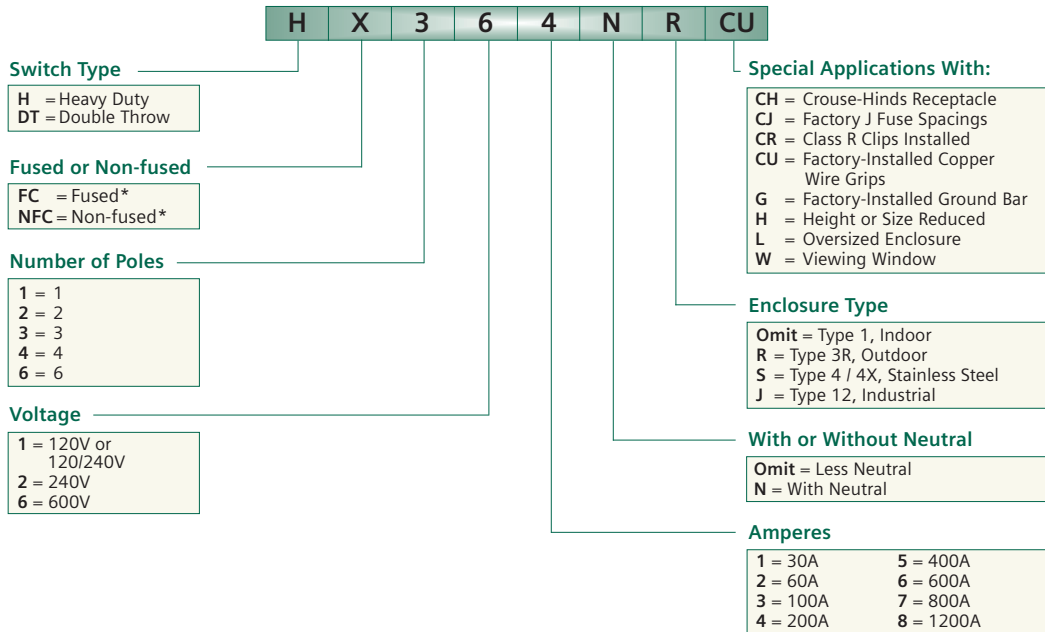 H X 3 6 4 N R CU
Switch Type
H = Heavy Duty
DT = Double Throw
Fused or Non-fused
FC = Fused*
NFC = Non-fused*
Number of Poles
1 = 1
2 = 2
3 = 3
4 = 4
6 = 6
Voltage
1 = 120V or
120/240V
2 = 240V
6 = 600V
Special Applications With:
CH = Crouse-Hinds Receptacle
CJ = Factory J Fuse Spacings
CR = Class R Clips Installed
CU = Factory-Installed Copper
Wire Grips
G = Factory-Installed Ground Bar
H = Height or Size Reduced
L = Oversized Enclosure
W = Viewing Window
Enclosure Type
Omit = Type 1, Indoor
R = Type 3R, Outdoor
S = Type 4 / 4X, Stainless Steel
J = Type 12, Industrial
With or Without Neutral
Omit = Less Neutral
N = With Neutral
Amperes
1 = 30A 5 = 400A
2 = 60A 6 = 600A
3 = 100A 7 = 800A
4 = 200A 8 = 1200A